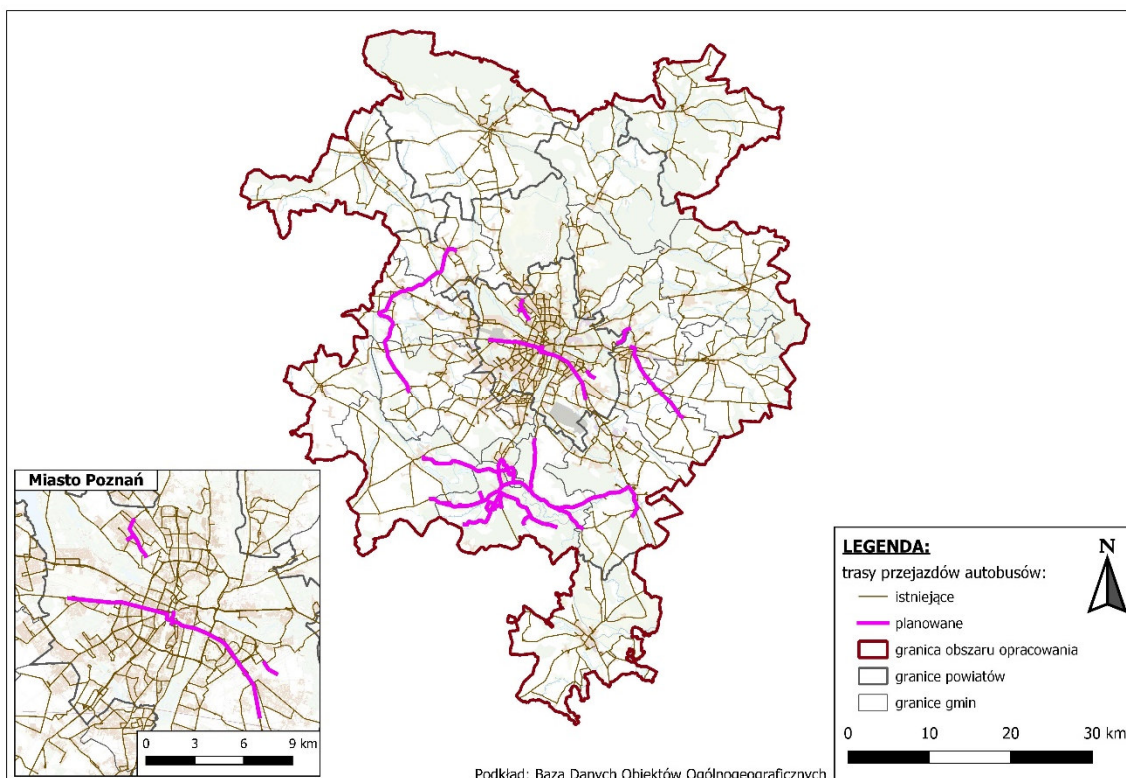 Miasto Poznań
0 3 6 9 km
LEGENDA:
N
trasy przejazdów autobusów:
istniejące
planowane
granica obszaru opracowania
granice powiatów
granice gmin
0 10 20 30 km
Podkład: Baza Danych Obiektów Ogólnogeograficznych